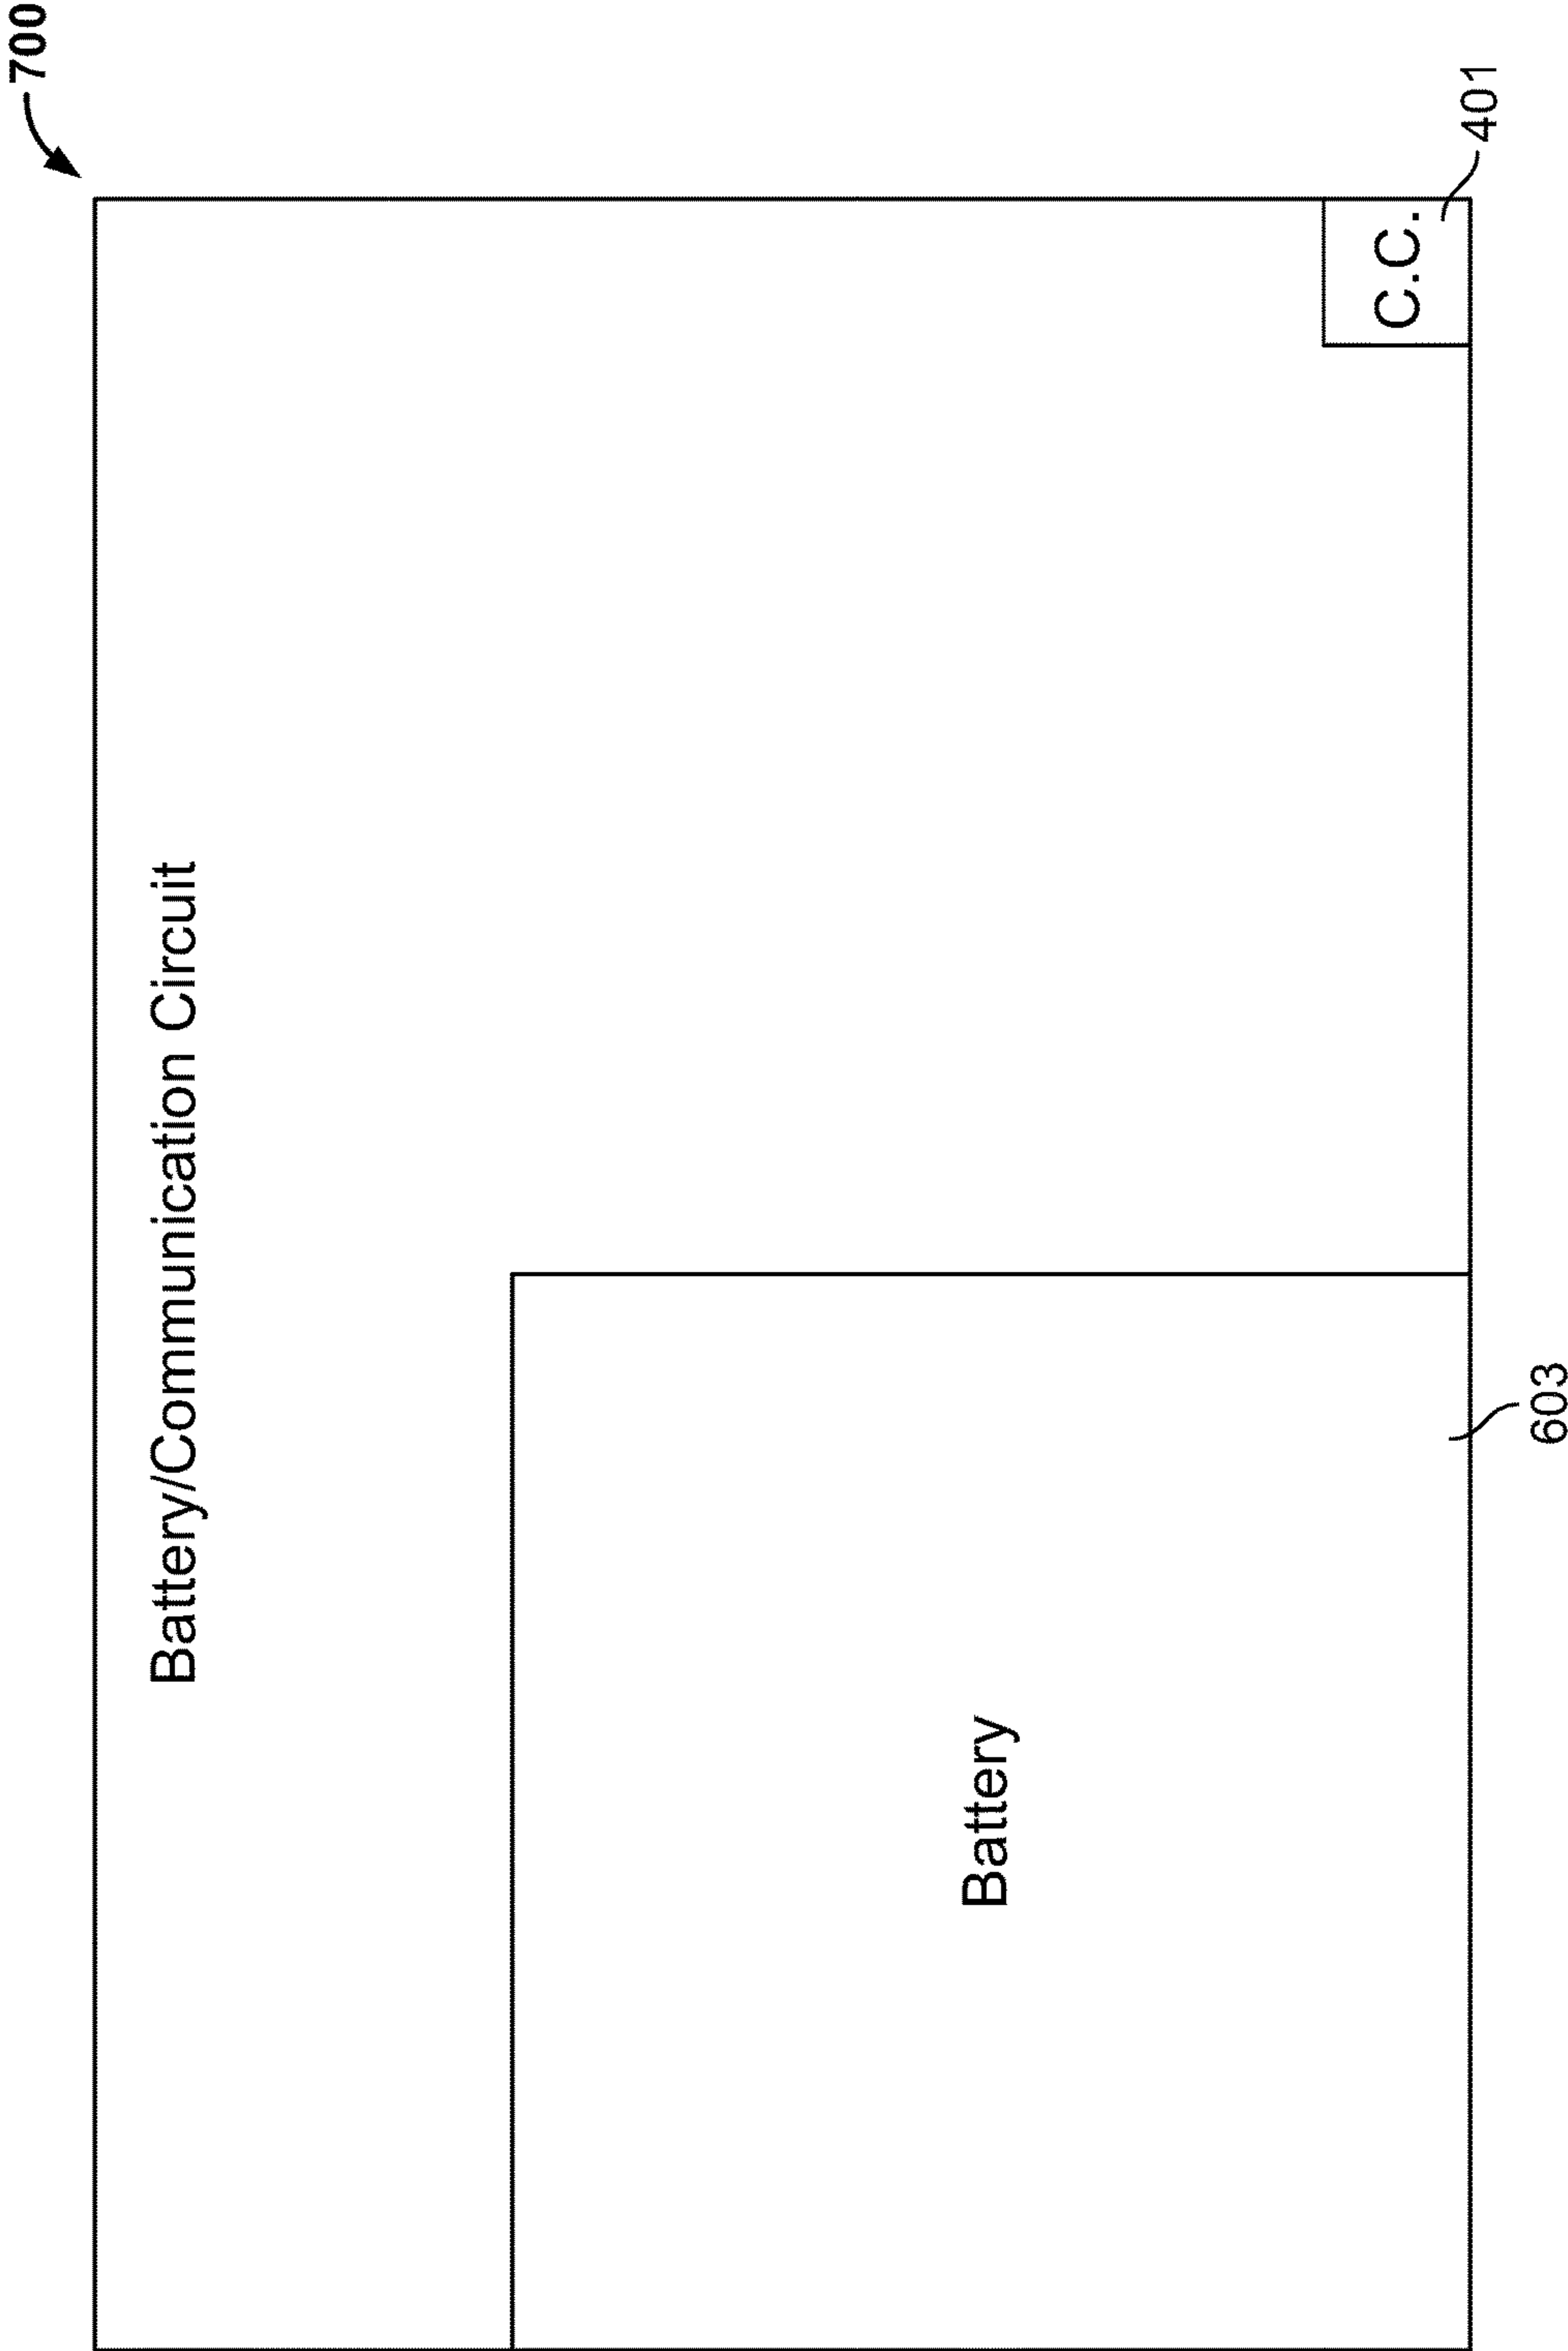 700
Battery/Communication Circuit
Battery
C.C.
603
401